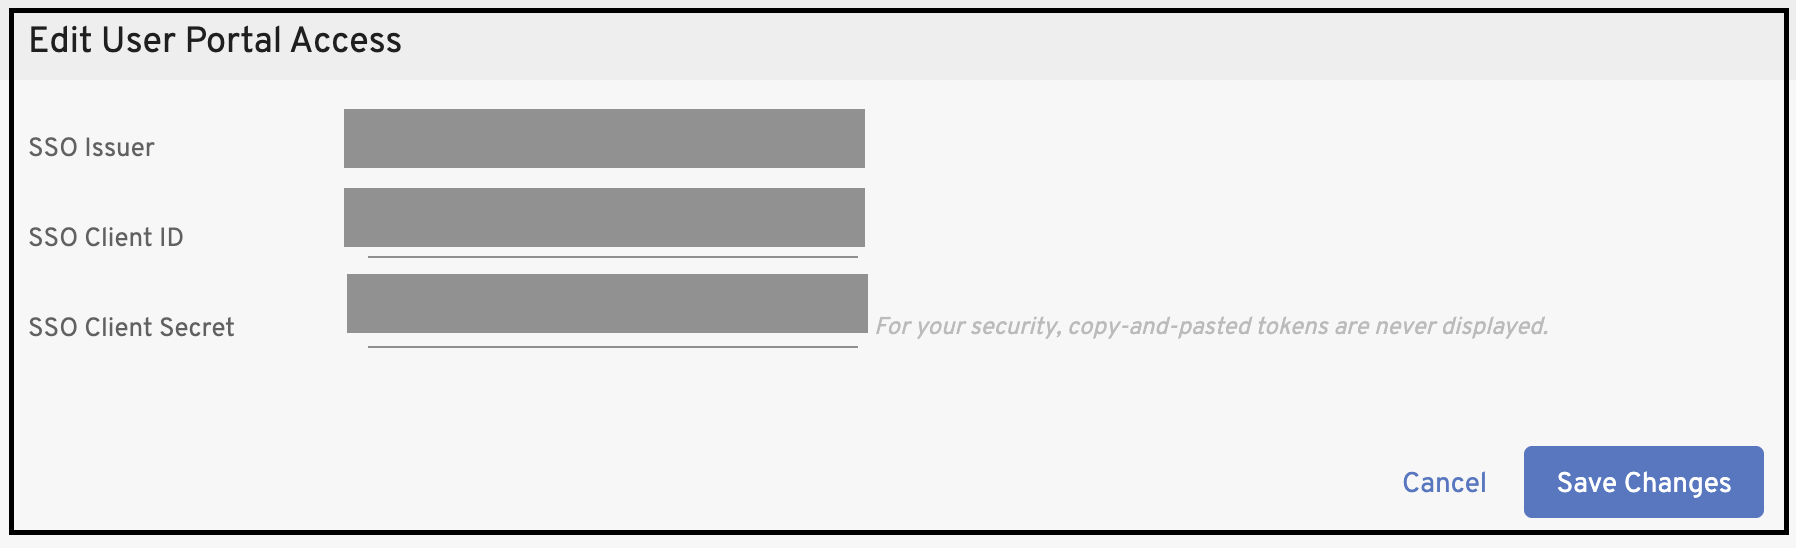 Edit User Portal Access
SSO Issuer
SSO Client ID
SSO Client Secret
For your security, copy-and-pasted tokens are never displayed.
Cancel
Save Changes